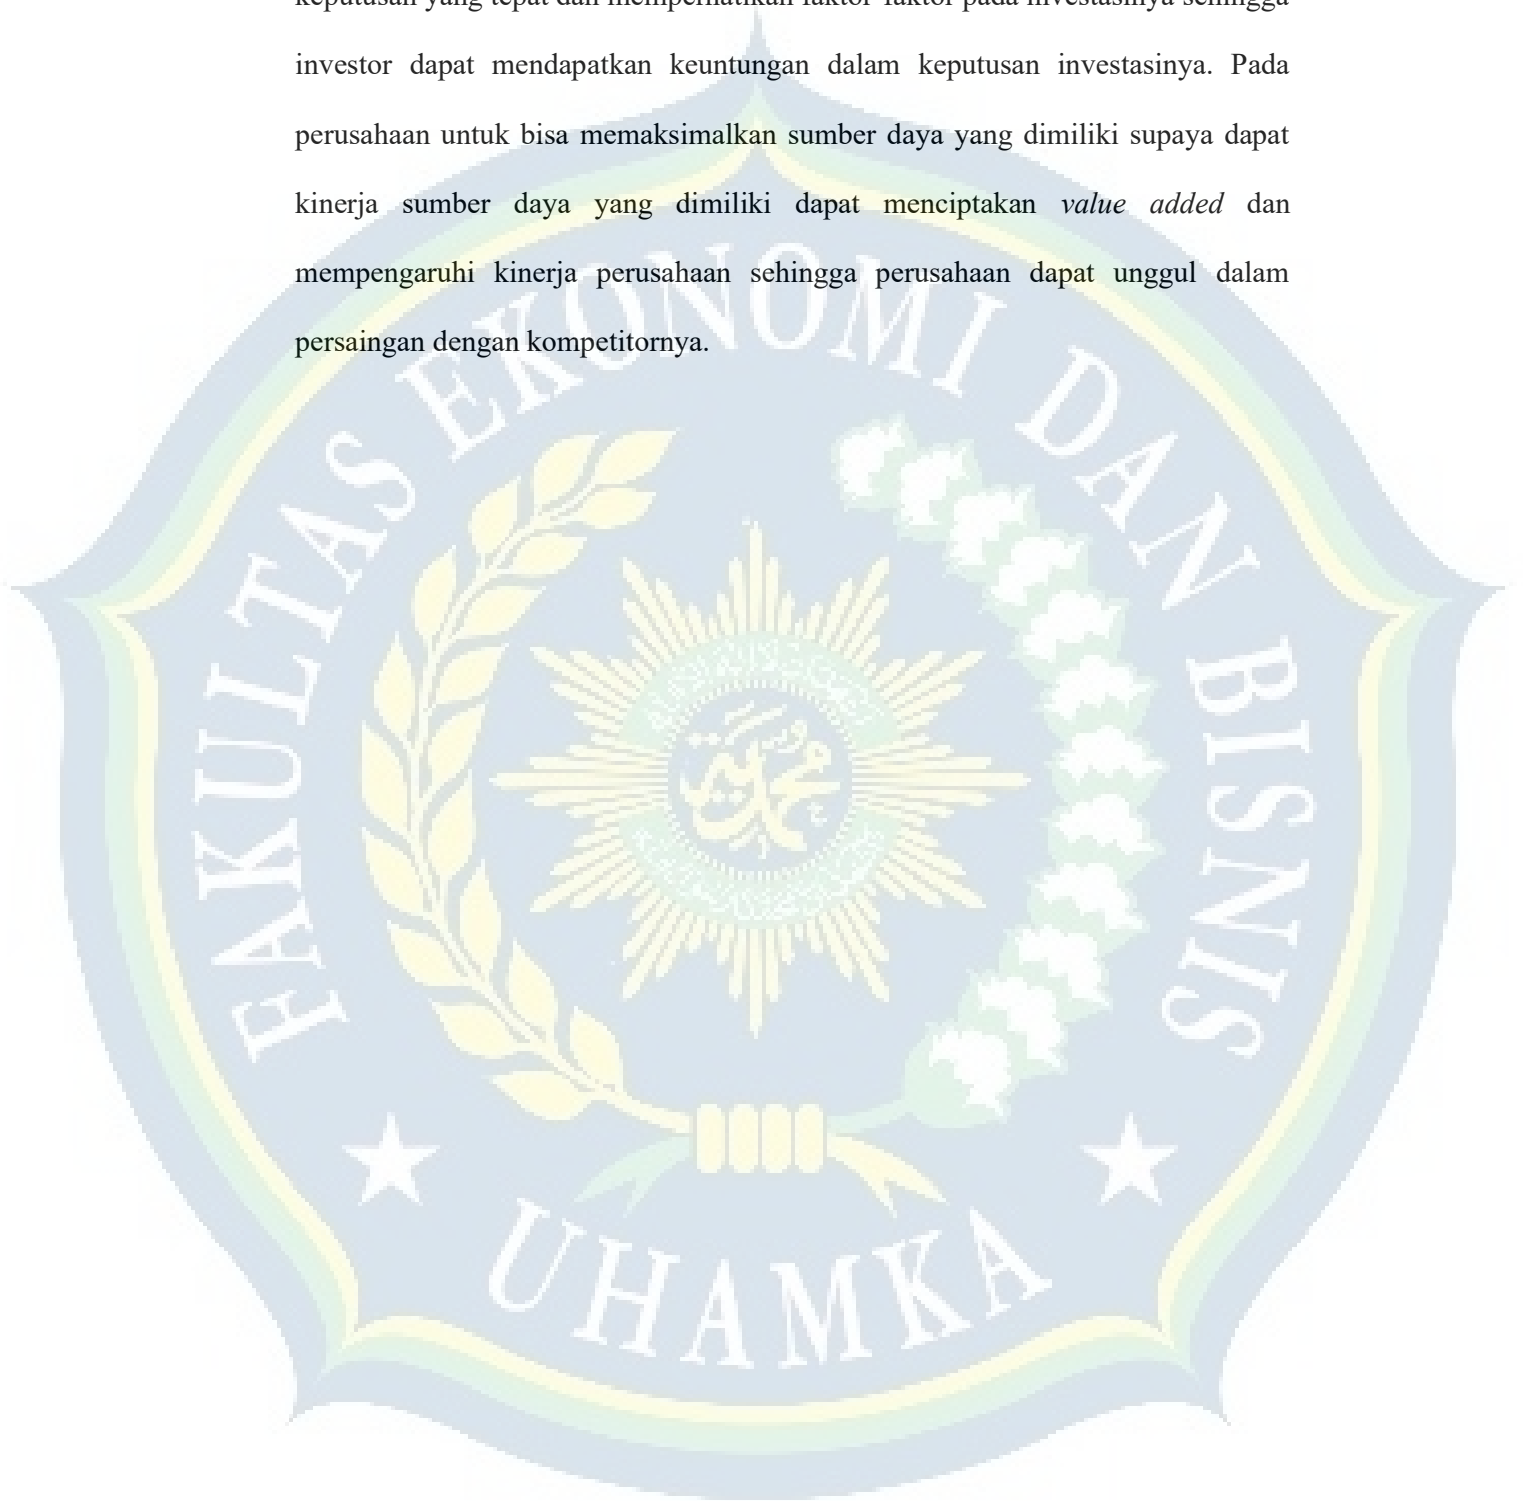 keputusan yang tepat dan memperhatikan faktor-faktor pada investasinya sehingga
investor dapat mendapatkan keuntungan dalam keputusan investasinya. Pada
perusahaan untuk bisa memaksimalkan sumber daya yang dimiliki supaya dapat
kinerja sumber daya yang dimiliki dapat menciptakan value added dan
mempengaruhi kinerja perusahaan sehingga perusahaan dapat unggul dalam
persaingan dengan kompetitornya.
FAKULTAS EKONOMI DAN BISNIS
محمدية
UHAMKA